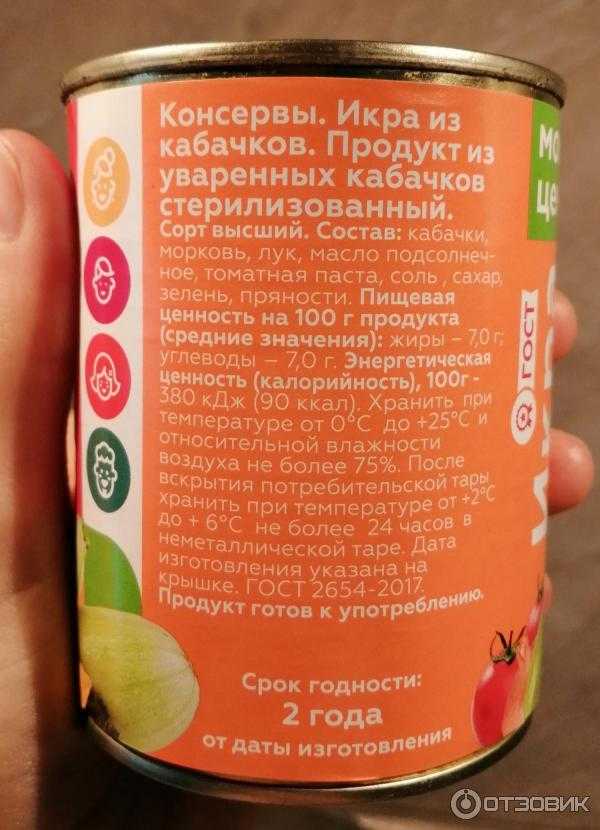 Консервы. Икра из
кабачков. Продукт из
уваренных кабачков
стерилизованный.
Сорт высший. Состав: кабачки,
морковь, лук, масло подсолнеч-
ное, томатная паста, соль , сахар,
зелень, пряности. Пищевая
ценность на 100 г продукта
(средние значения): жиры – 7,0 г;
углеводы – 7,0 г. Энергетическая
ценность (калорийность), 100г -
380 кДж (90 ккал). Хранить при
температуре от 0°C до +25°C и
относительной влажности
воздуха не более 75%. После
вскрытия потребительской тары
хранить при температуре от +2°C
до + 6°C не более 24 часов в
неметаллической таре. Дата
изготовления указана на
крышке. ГОСТ 2654-2017.
Продукт готов к употреблению.
Срок годности:
2 года
от даты изготовления
ГОСТ
ОТЗОВИК